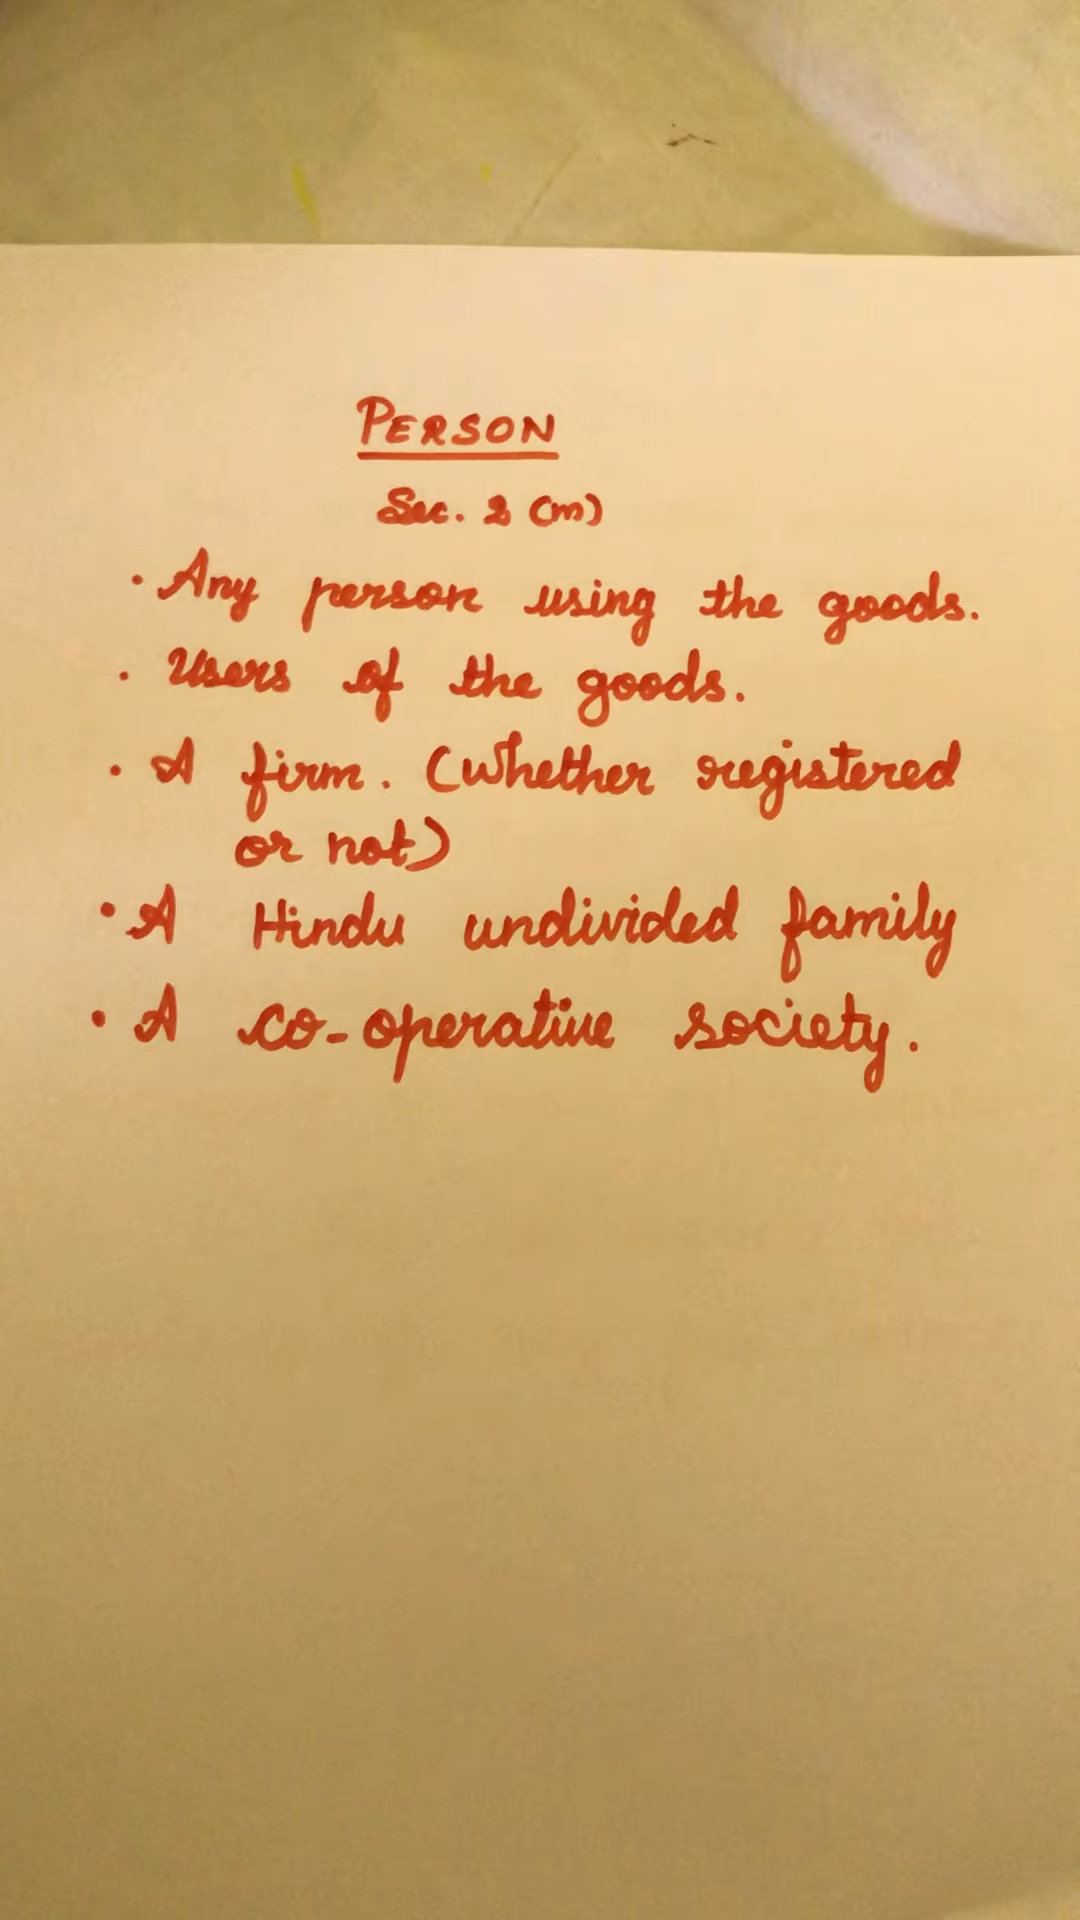 PERSON
Sec. 2 (m)
• Any person using the goods.
• Users of the goods.
• A firm. (Whether registered
or not)
• A Hindu undivided family
• A co-operative society.